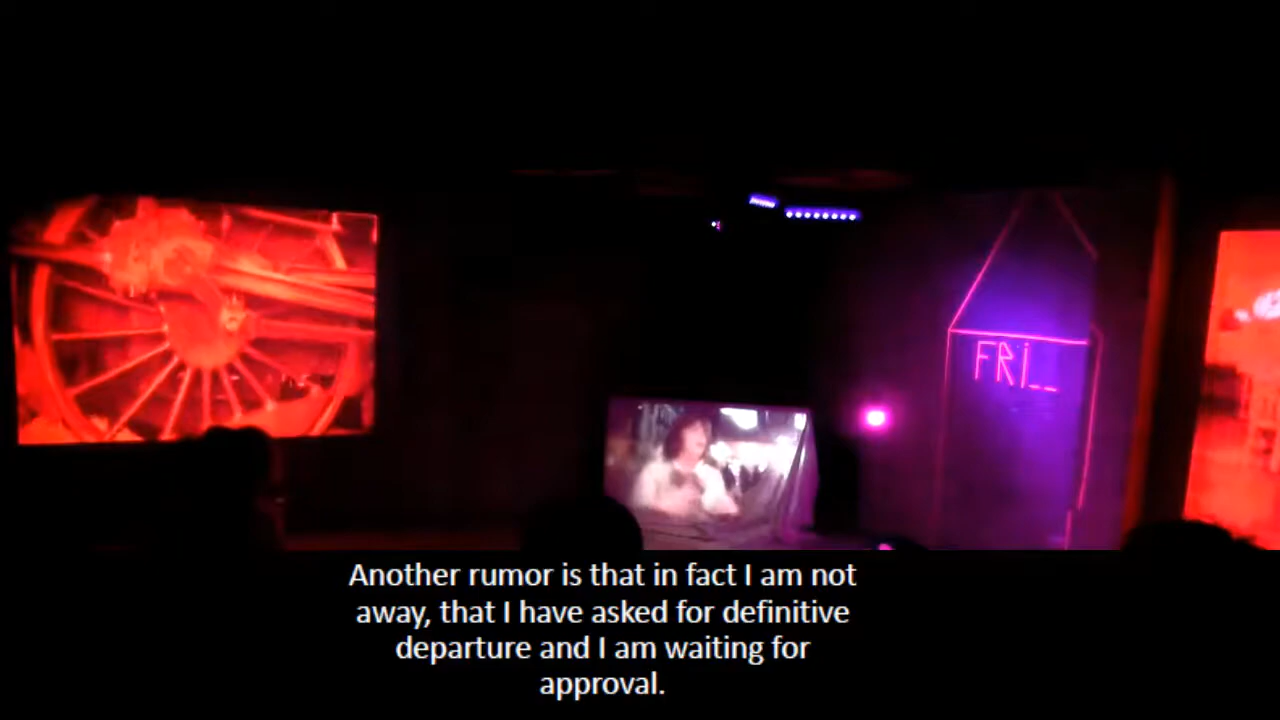 FRi__
Another rumor is that in fact I am not
away, that I have asked for definitive
departure and I am waiting for
approval.